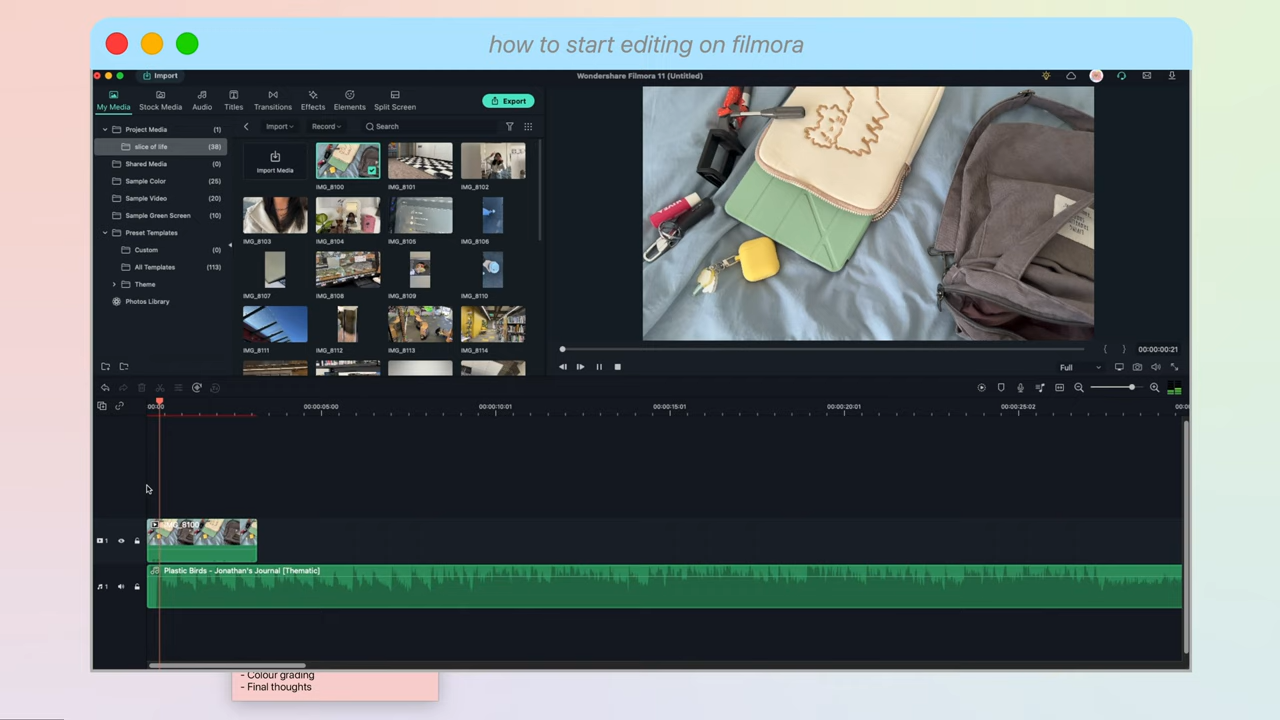 how to start editing on filmora
Import
Wondershare Filmora 11 (Untitled)
My Media
Stock Media
Audio
Titles
Transitions
Effects
Elements
Split Screen
Export
Project Media (1)
slice of life (38)
Shared Media (0)
Sample Color (25)
Sample Video (20)
Sample Green Screen (10)
Preset Templates
Custom (0)
All Templates (113)
Theme
Photos Library
Import
Record
Search
Import Media
IMG_8100
IMG_8101
IMG_8102
IMG_8103
IMG_8104
IMG_8105
IMG_8106
IMG_8107
IMG_8108
IMG_8109
IMG_8110
IMG_8111
IMG_8112
IMG_8113
IMG_8114
00:00:00:21
Full
00:00
00:00:05:00
00:00:10:01
00:00:15:01
00:00:20:01
00:00:25:02
1
IMG_8100
1
Plastic Birds - Jonathan's Journal [Thematic]
- Colour grading
- Final thoughts